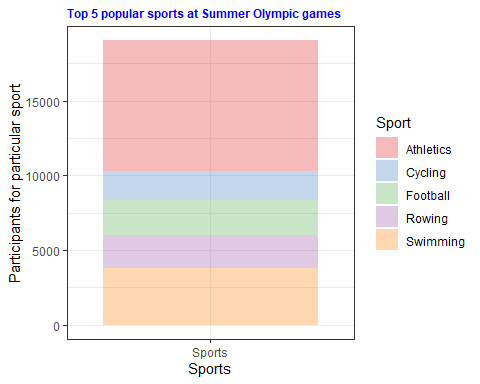 Top 5 popular sports at Summer Olympic games
Participants for particular sport
15000
10000
5000
0
Sports
Sports
Sport
Athletics
Cycling
Football
Rowing
Swimming